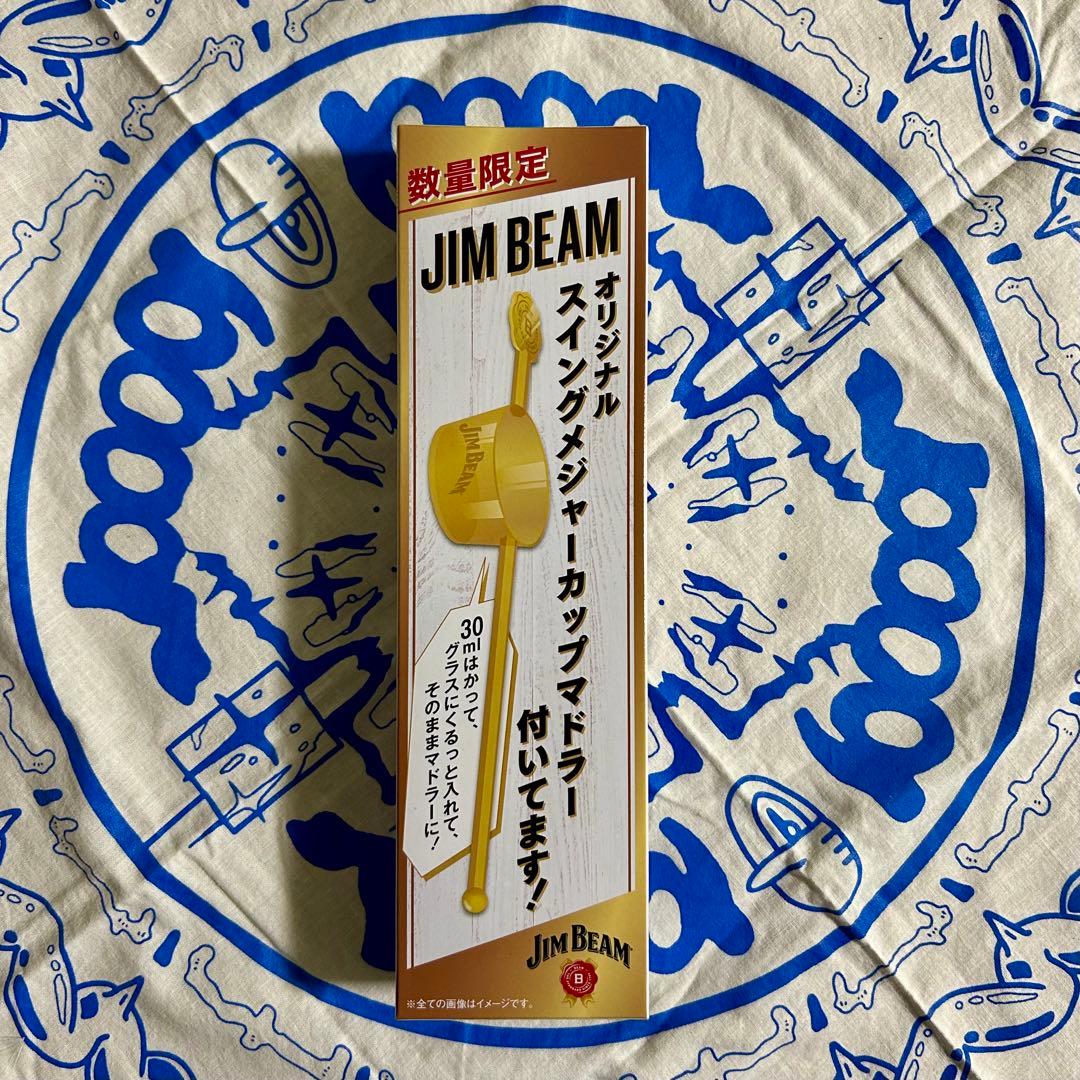 数量限定
JIM BEAM
オリジナル
スイングメジャーカップマドラー
付いてます!
JIM BEAM
30mlはかって、
グラスにくるっと入れて、
そのままマドラーに!
JIM BEAM
B
※全ての画像はイメージです。